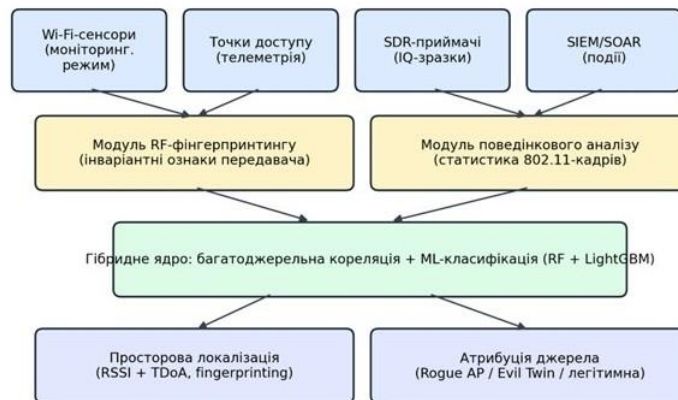 Wi-Fi-сенсори
(моніторинг.
режим)
Точки доступу
(телеметрія)
SDR-приймачі
(IQ-зразки)
SIEM/SOAR
(події)
Модуль RF-фінгерпринтингу
(інваріантні ознаки передавача)
Модуль поведінкового аналізу
(статистика 802.11-кадрів)
Гібридне ядро: багатоджерельна кореляція + ML-класифікація (RF + LightGBM)
Просторова локалізація
(RSSI + TDoA, fingerprinting)
Атрибуція джерела
(Rogue AP / Evil Twin / легітимна)